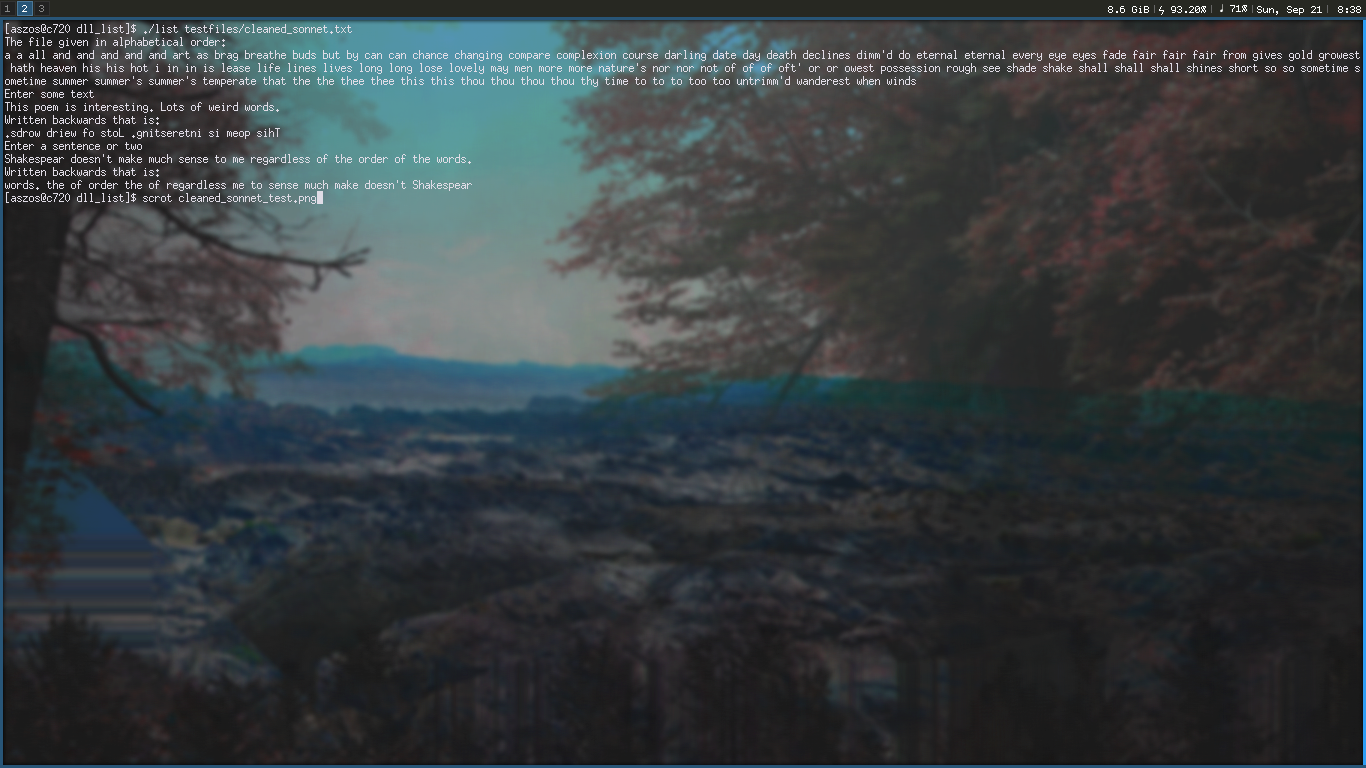 1 2 3 8.6 GiB| 93.20%| 71%|Sun, Sep 21| 8:38
[aszos@c720 dll_list]$ ./list testfiles/cleaned_sonnet.txt
The file given in alphabetical order:
a a all and and and and and art as brag breathe buds but by can can chance changing compare complexion course darling date day death declines dimm'd do eternal eternal every eye eyes fade fair fair fair from gives gold growest
hath heaven his his hot i in in is lease life lines lives long long lose lovely may men more more nature's nor nor not of of of oft' or or owest possession rough see shade shake shall shall shall shines short so so sometime s
ometime summer summer's summer's temperate that the the thee thee this this thou thou thou thou thy time to to to too too untrimm'd wanderest when winds
Enter some text
This poem is interesting. Lots of weird words.
Written backwards that is:
.sdrow driew fo stoL .gnitseretni si meop sihT
Enter a sentence or two
Shakespear doesn't make much sense to me regardless of the order of the words.
Written backwards that is:
words. the of order the of regardless me to sense much make doesn't Shakespear
[aszos@c720 dll_list]$ scrot cleaned_sonnet_test.png